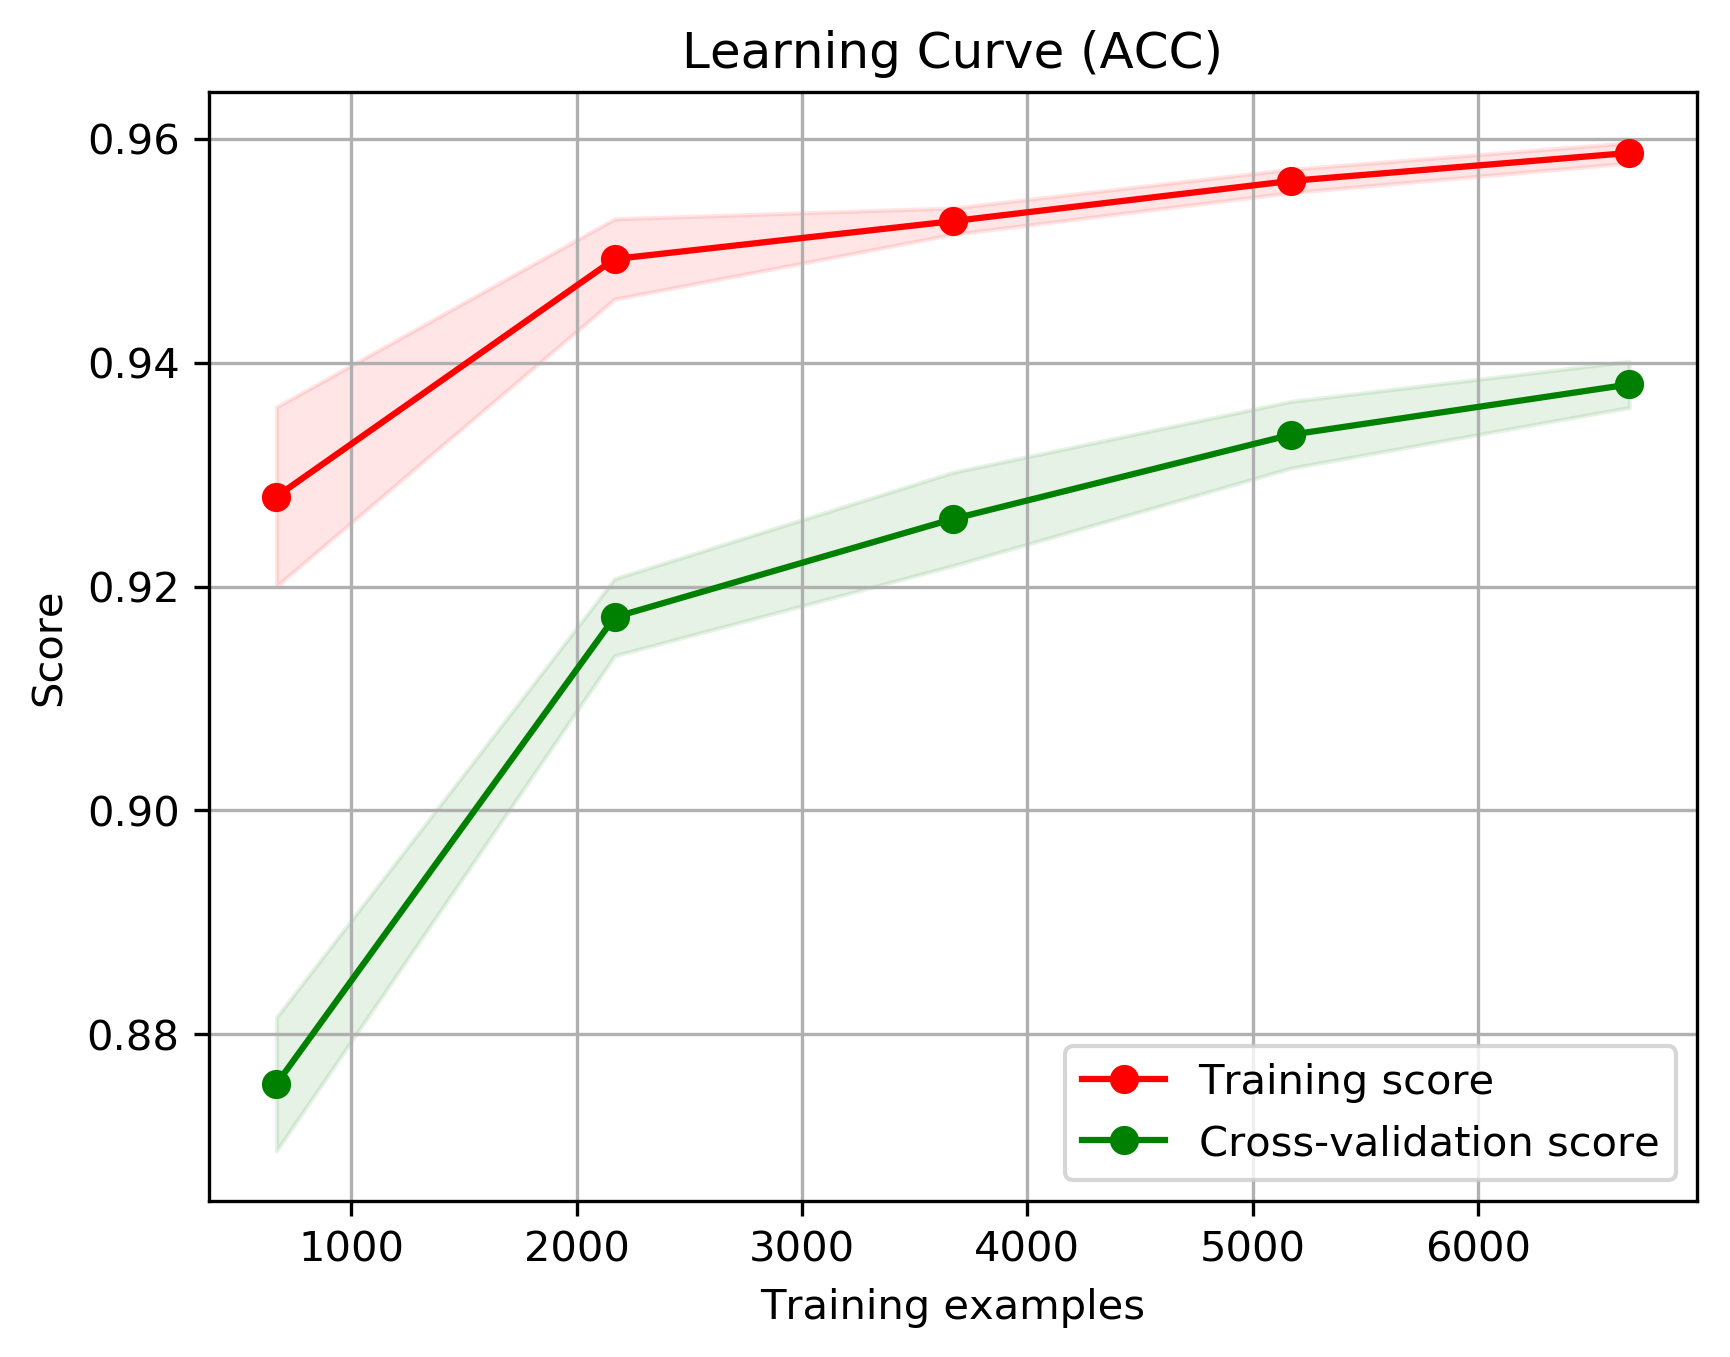 Learning Curve (ACC)
0.96
0.94
0.92
0.90
0.88
Score
1000 2000 3000 4000 5000 6000
Training examples
Training score
Cross-validation score